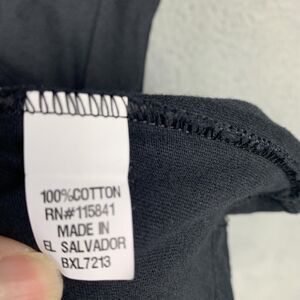 100%COTTON
RN#115841
MADE IN
EL SALVADOR
BXL7213